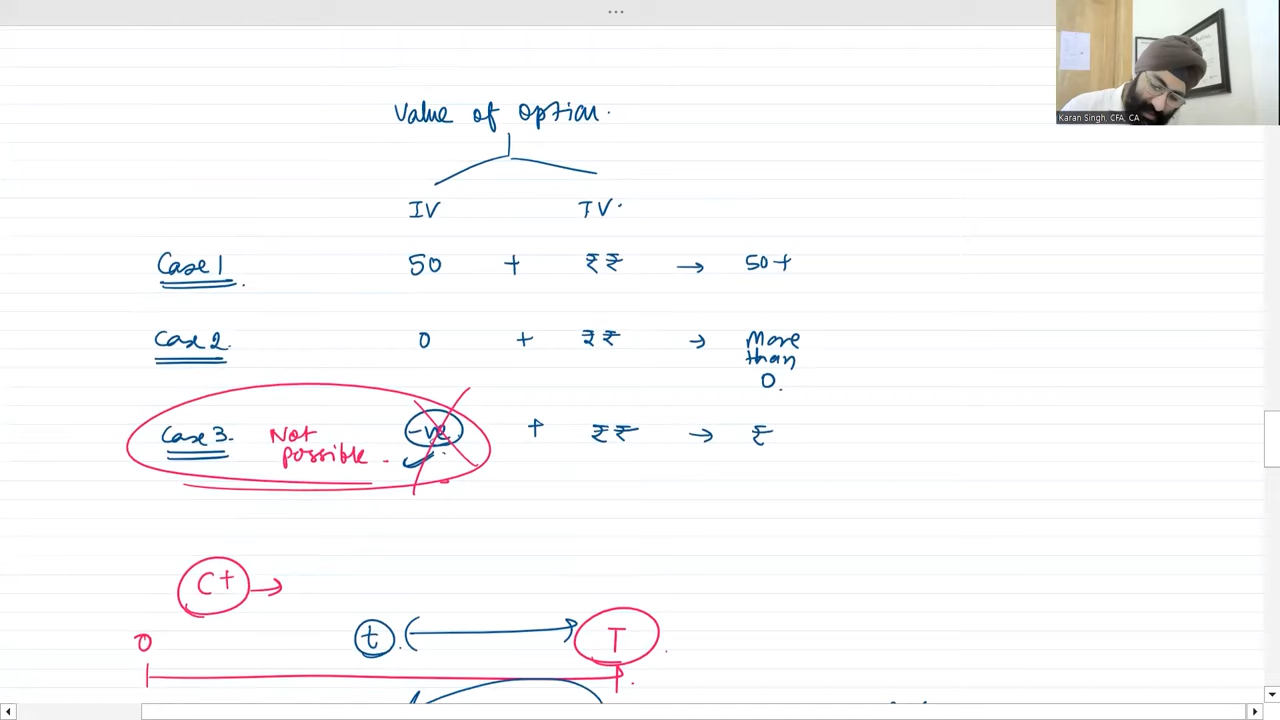 ...
Karan Singh, CFA, CA
Value of option.
IV TV.
Case 1. 50 + ₹₹ → 50+
Case 2. 0 + ₹₹ → More than 0.
Case 3. Not possible. -ve + ₹₹ → ₹
C+ →
0 t T